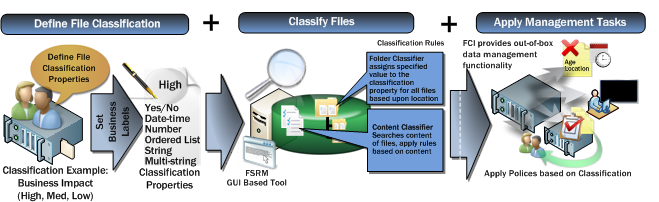 Define File Classification
+
Classify Files
+
Apply Management Tasks
Define File
Classification
Properties
Set
Business
Labels
High
Yes/No
Date-time
Number
Ordered List
String
Multi-string
Classification
Properties
Classification Example:
Business Impact
(High, Med, Low)
Classification Rules
Folder Classifier
assigns specified
value to the
classification
property for all files
based upon location
Content Classifier
Searches content
of files, apply rules
based on content
FSRM
GUI Based Tool
FCI provides out-of-box
data management
functionality
Age
Location
Apply Polices based on Classification